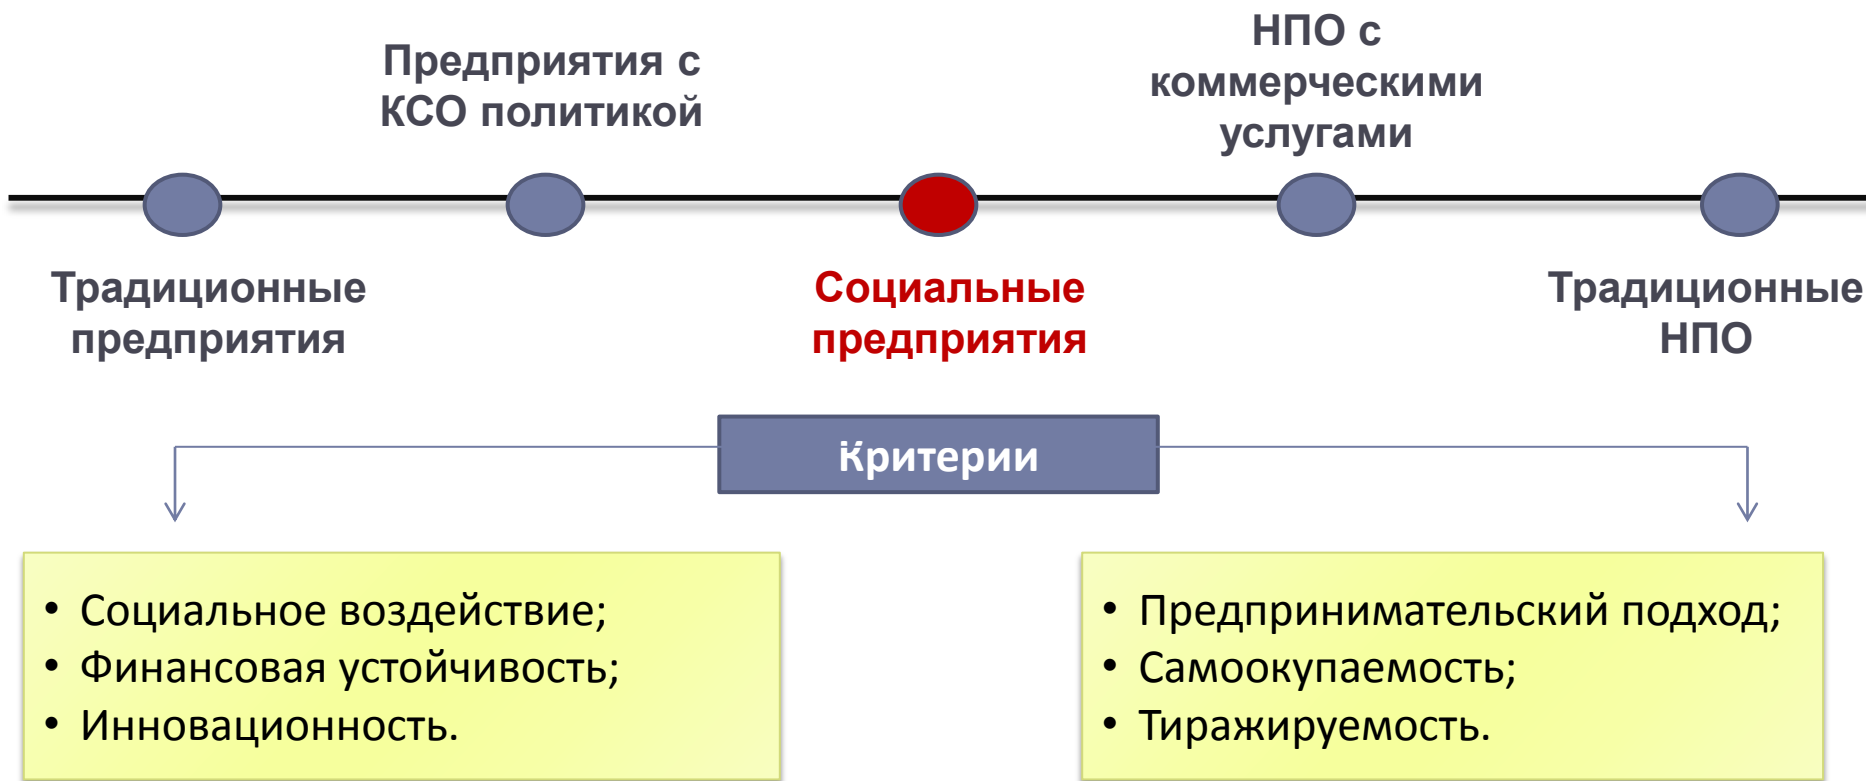 Предприятия с
КСО политикой
НПО с
коммерческими
услугами
Традиционные
предприятия
Социальные
предприятия
Традиционные
НПО
Критерии
• Социальное воздействие;
• Финансовая устойчивость;
• Инновационность.
• Предпринимательский подход;
• Самоокупаемость;
• Тиражируемость.